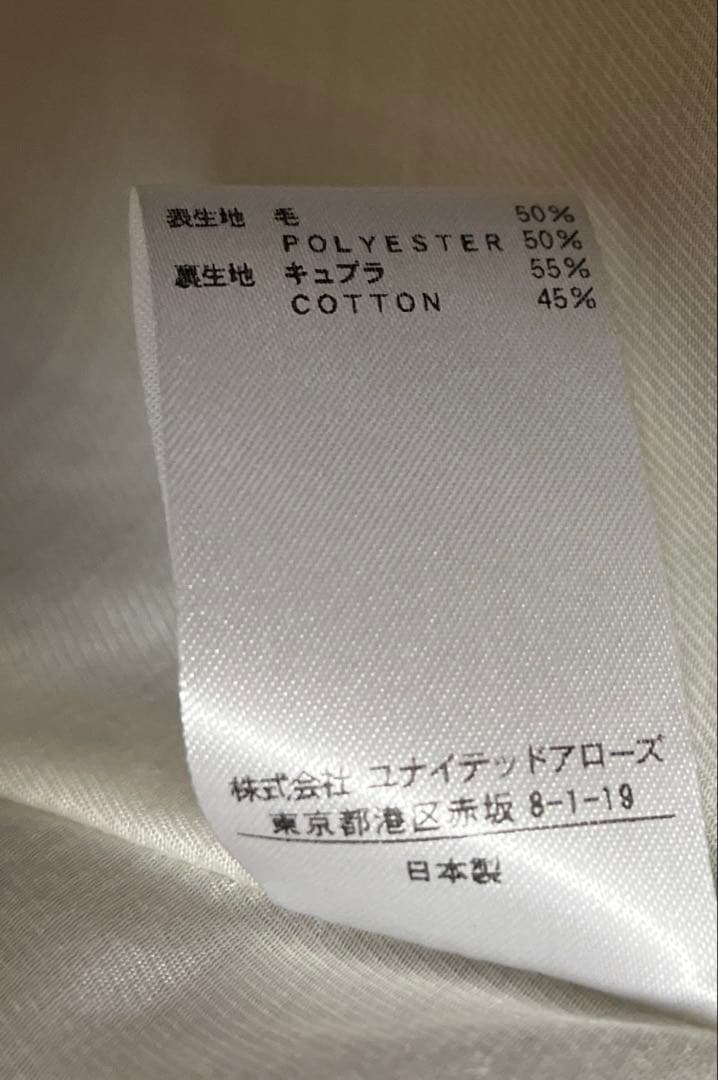 表生地 毛 50%
POLYESTER 50%
裏生地 キュプラ 55%
COTTON 45%
株式会社 ユナイテッドアローズ
東京都港区赤坂 8-1-19
日本製